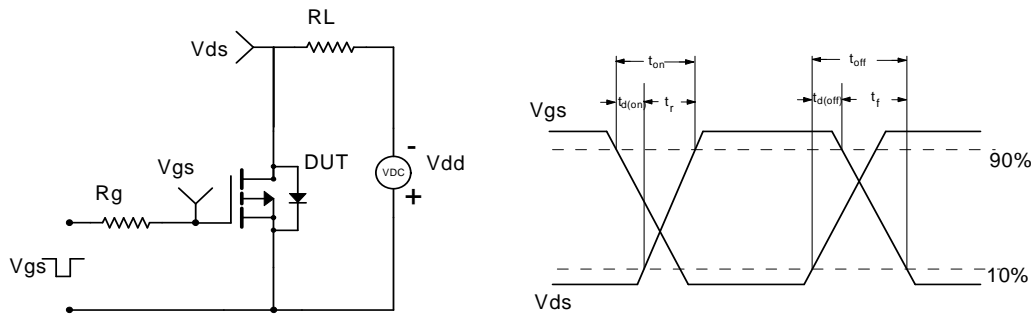 RL
Vds
Vgs
DUT
Rg
-
VDC
Vdd
+
Vgs
ton
toff
td(on)
tr
td(off)
tf
Vgs
90%
10%
Vds